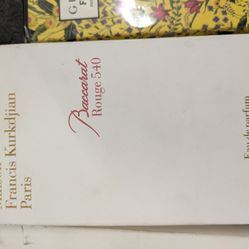 Francis Kurkdjian
Paris
Baccarat
Rouge 540
Eau de parfum